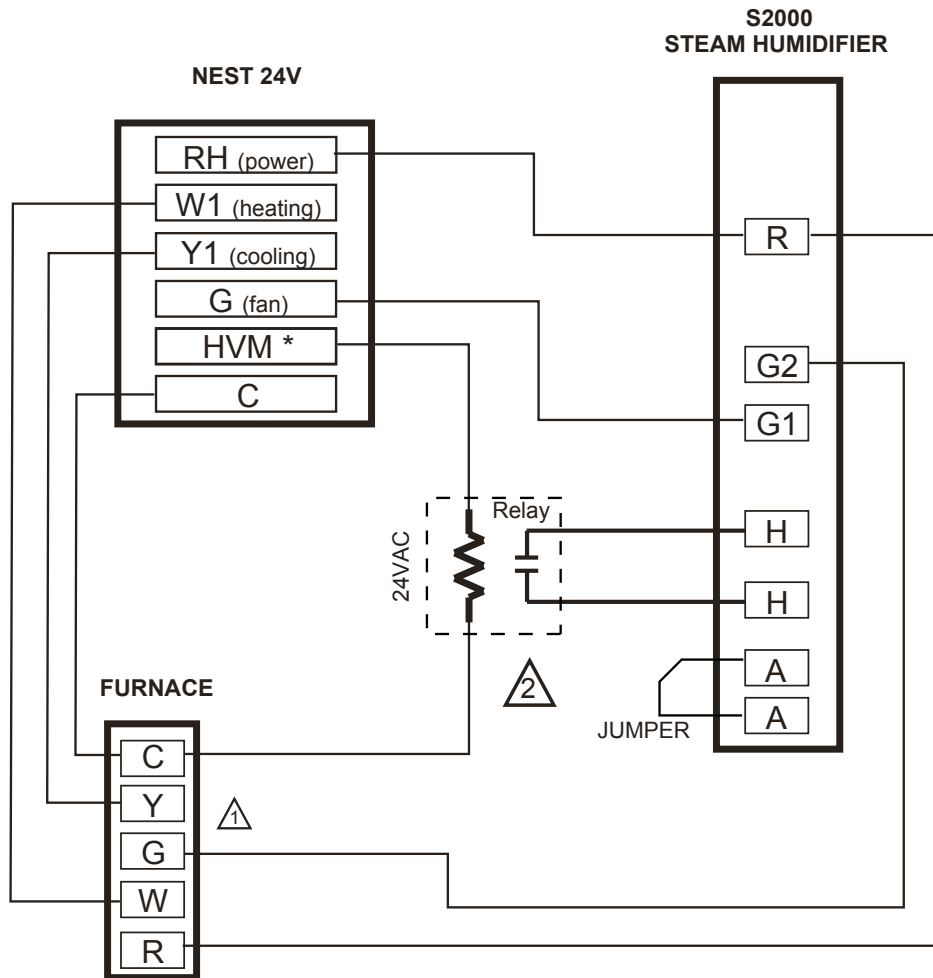 S2000
STEAM HUMIDIFIER
NEST 24V
RH (power)
W1 (heating)
Y1 (cooling)
G (fan)
HVM *
C
R
G2
G1
H
H
A
A
JUMPER
Relay
24VAC
2
FURNACE
C
Y
G
W
R
1